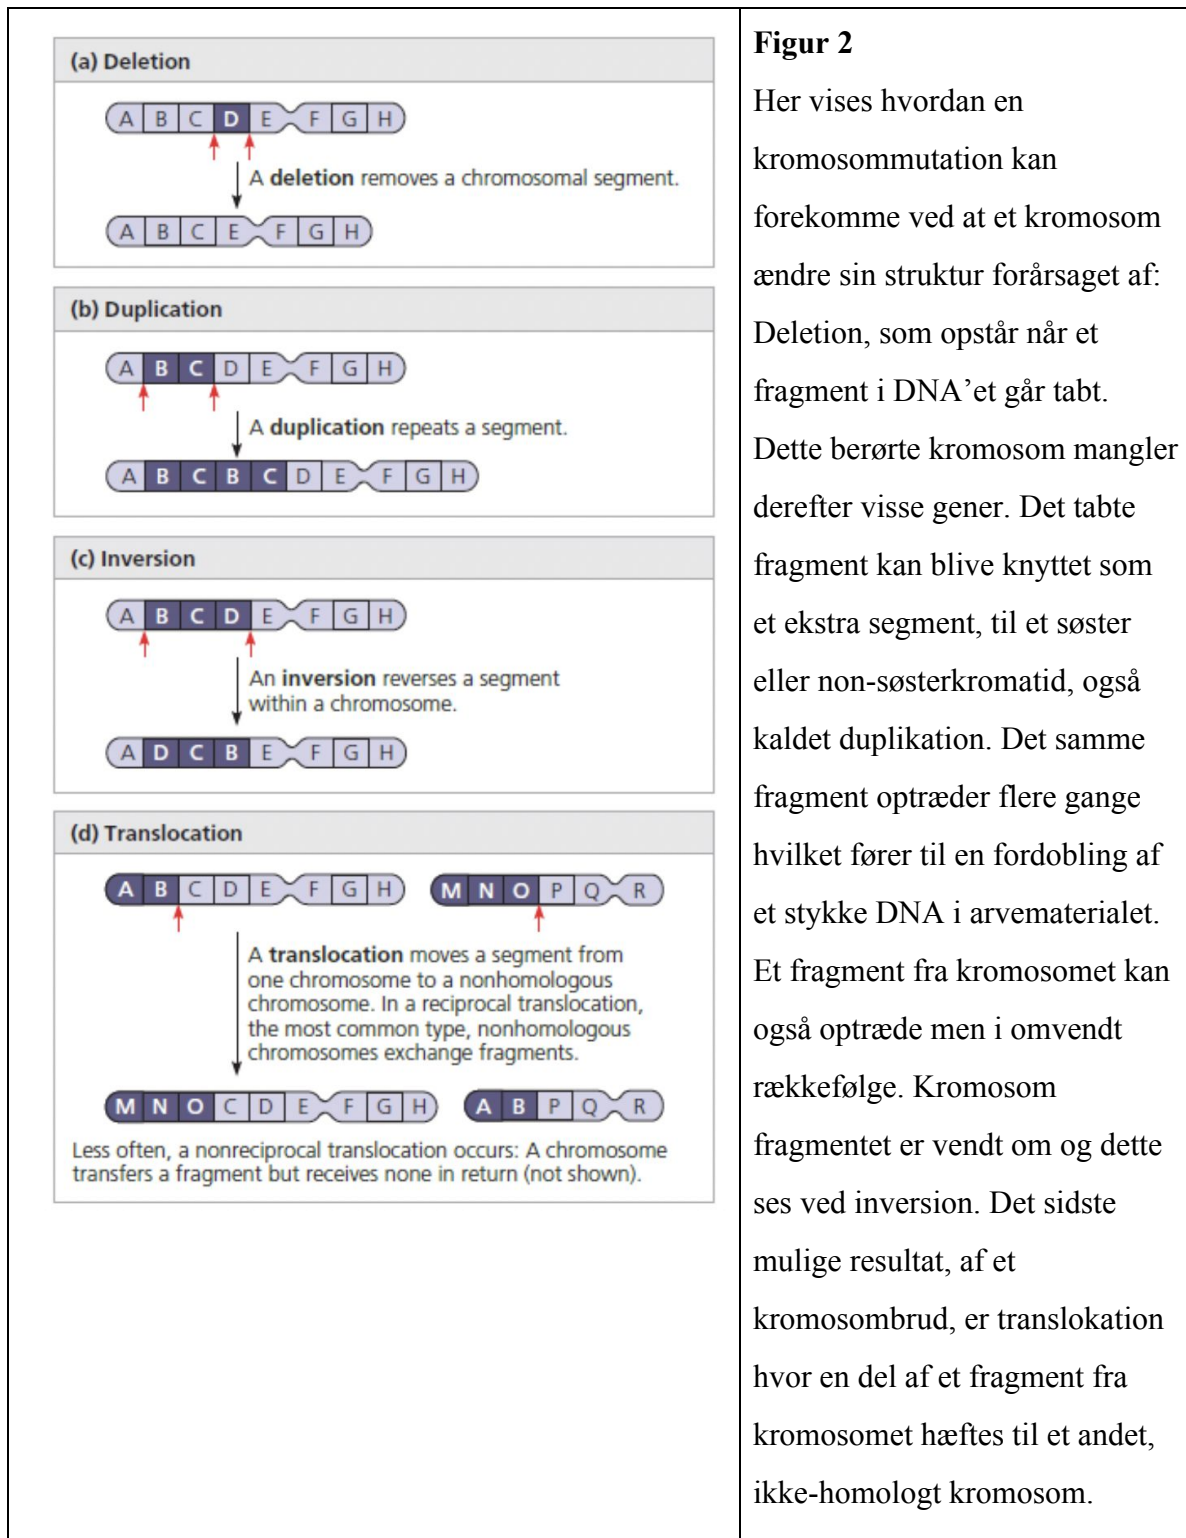 (a) Deletion
A B C D E F G H
A deletion removes a chromosomal segment.
A B C E F G H
(b) Duplication
A B C D E F G H
A duplication repeats a segment.
A B C B C D E F G H
(c) Inversion
A B C D E F G H
An inversion reverses a segment
within a chromosome.
A D C B E F G H
(d) Translocation
A B C D E F G H M N O P Q R
A translocation moves a segment from
one chromosome to a nonhomologous
chromosome. In a reciprocal translocation,
the most common type, nonhomologous
chromosomes exchange fragments.
M N O C D E F G H A B P Q R
Less often, a nonreciprocal translocation occurs: A chromosome
transfers a fragment but receives none in return (not shown).
Figur 2
Her vises hvordan en
kromosommutation kan
forekomme ved at et kromosom
ændre sin struktur forårsaget af:
Deletion, som opstår når et
fragment i DNA’et går tabt.
Dette berørte kromosom mangler
derefter visse gener. Det tabte
fragment kan blive knyttet som
et ekstra segment, til et søster
eller non-søsterkromatid, også
kaldet duplikation. Det samme
fragment optræder flere gange
hvilket fører til en fordobling af
et stykke DNA i arvematerialet.
Et fragment fra kromosomet kan
også optræde men i omvendt
rækkefølge. Kromosom
fragmentet er vendt om og dette
ses ved inversion. Det sidste
mulige resultat, af et
kromosombrud, er translokation
hvor en del af et fragment fra
kromosomet hæftes til et andet,
ikke-homologt kromosom.